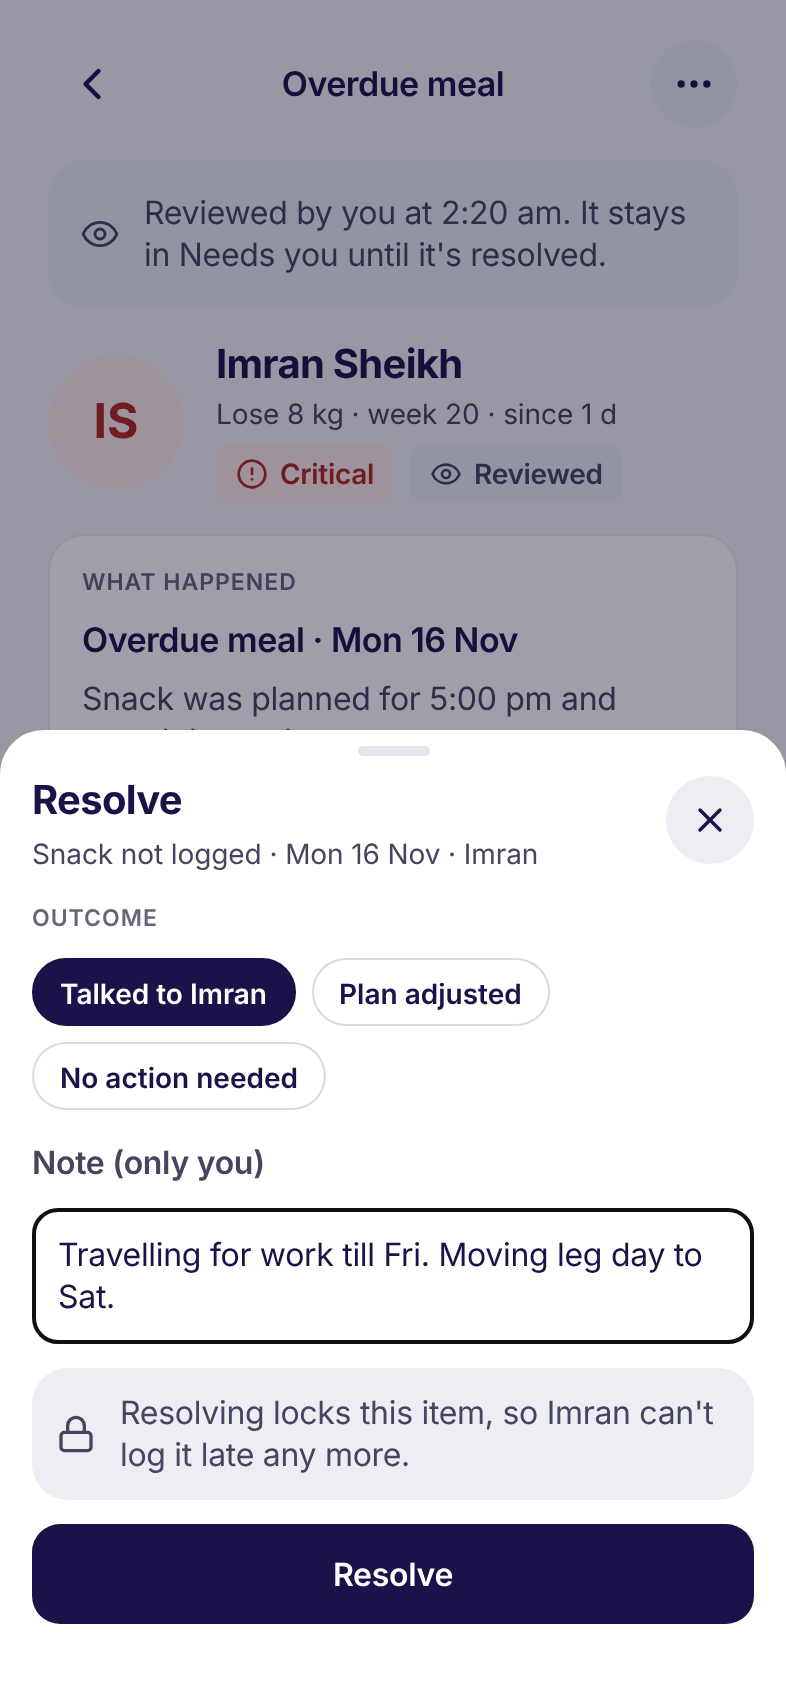 Overdue meal
Reviewed by you at 2:20 am. It stays
in Needs you until it's resolved.
IS
Imran Sheikh
Lose 8 kg · week 20 · since 1 d
Critical
Reviewed
WHAT HAPPENED
Overdue meal · Mon 16 Nov
Snack was planned for 5:00 pm and
Resolve
Snack not logged · Mon 16 Nov · Imran
OUTCOME
Talked to Imran
Plan adjusted
No action needed
Note (only you)
Travelling for work till Fri. Moving leg day to
Sat.
Resolving locks this item, so Imran can't
log it late any more.
Resolve